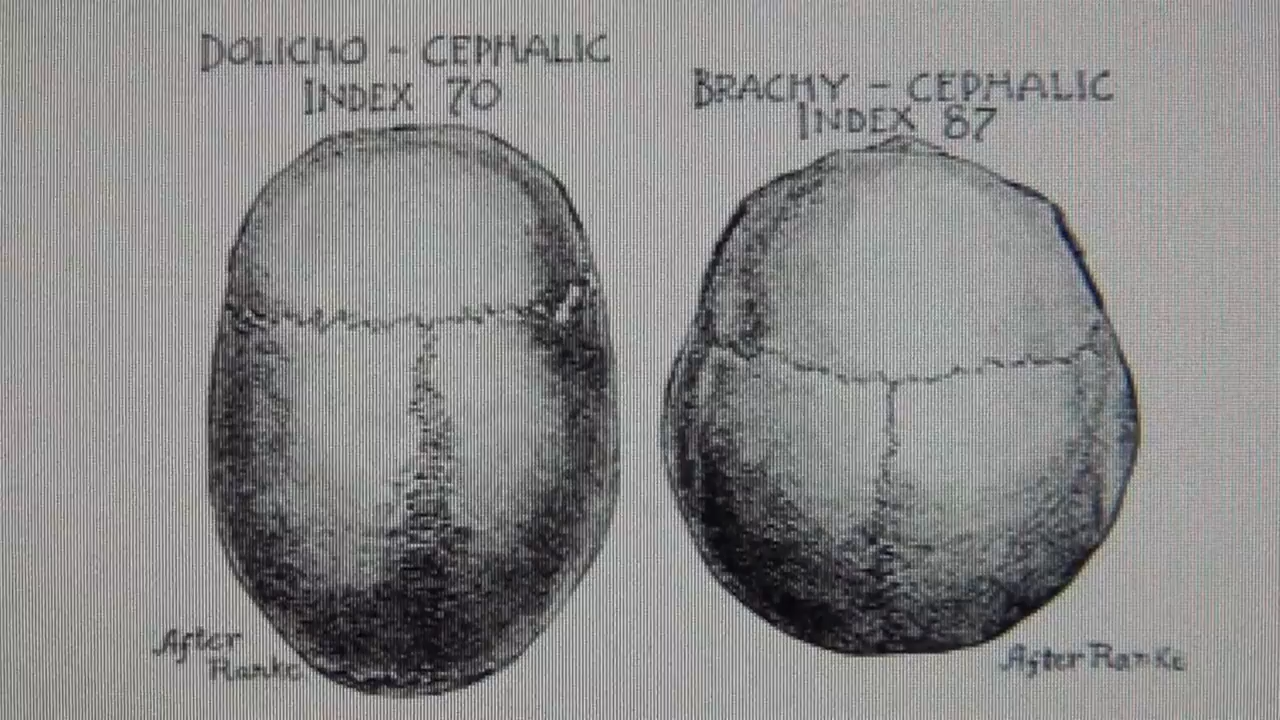 DOLICHO - CEPHALIC
INDEX 70
BRACHY - CEPHALIC
INDEX 87
After
Ranke
After Ranke